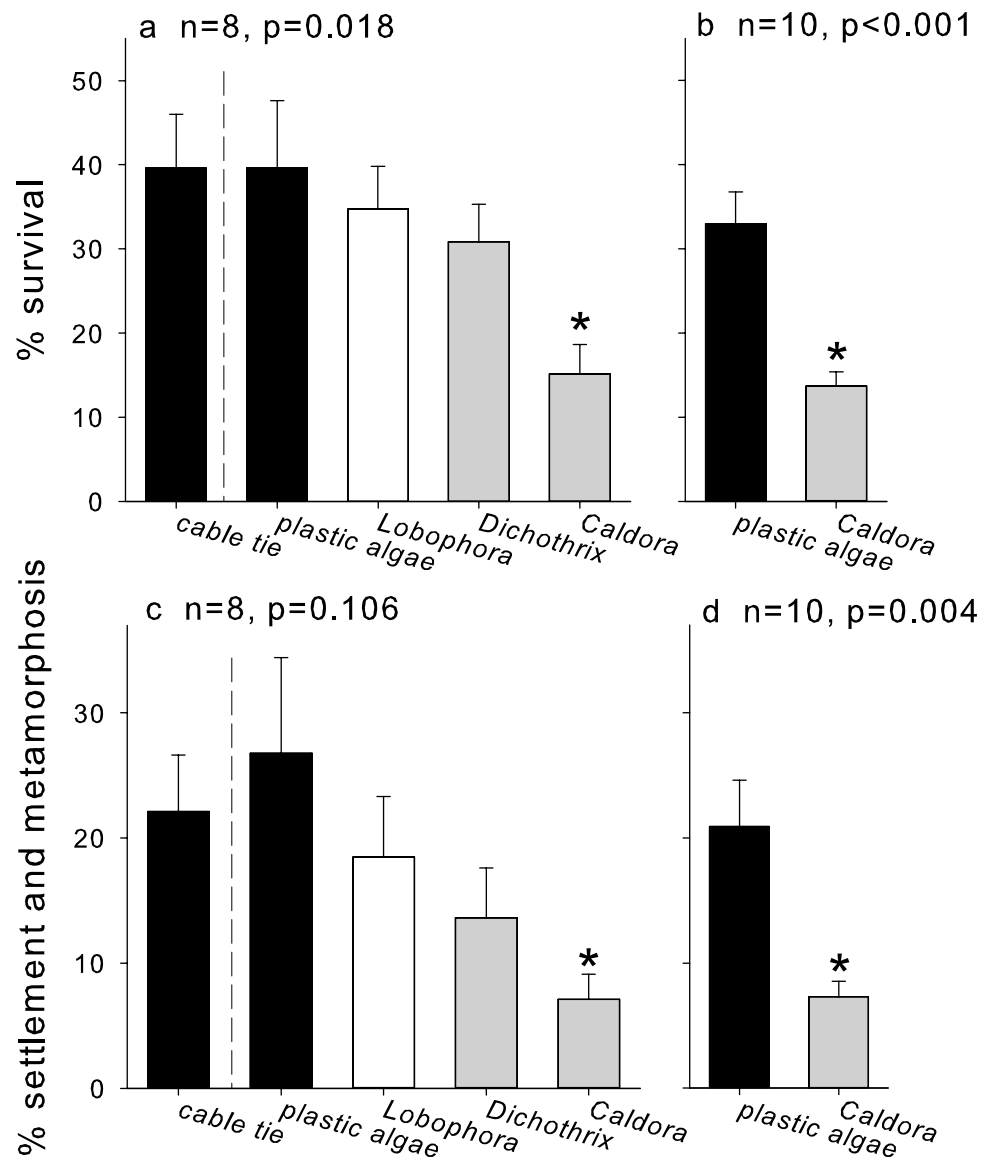 a n=8, p=0.018
b n=10, p<0.001
% survival
50
40
30
20
10
0
*
*
cable tie
plastic algae
Lobophora
Dichothrix
Caldora
plastic algae
Caldora
c n=8, p=0.106
d n=10, p=0.004
% settlement and metamorphosis
30
20
10
0
*
*
cable tie
plastic algae
Lobophora
Dichothrix
Caldora
plastic algae
Caldora